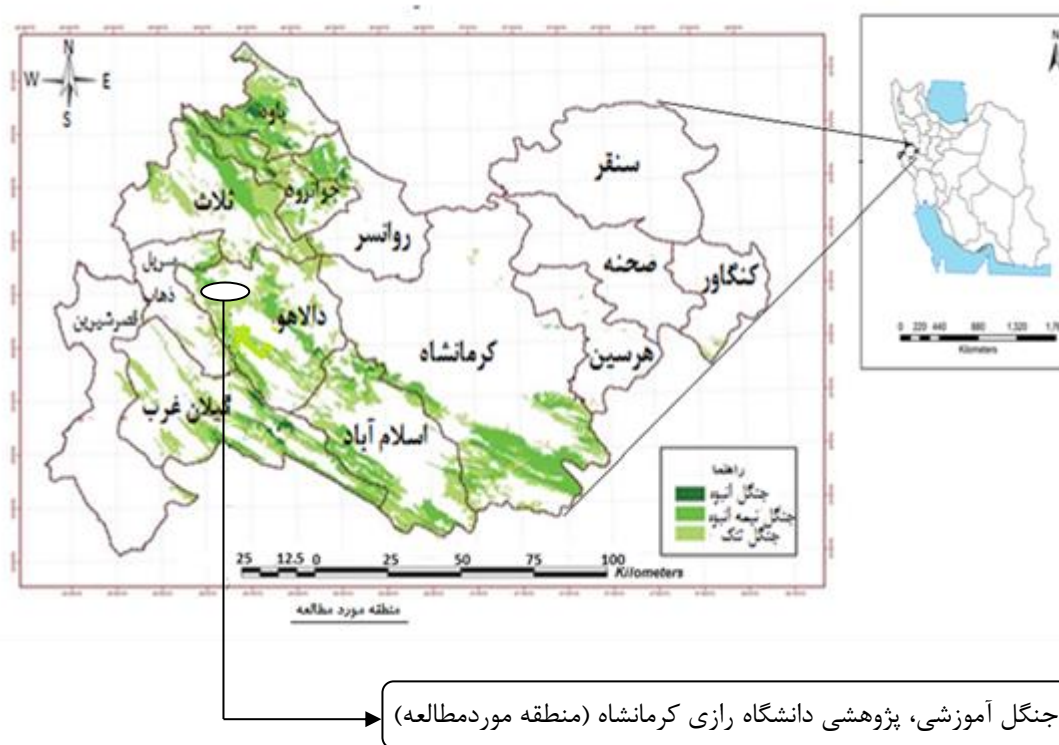 N
W E
S
پاوه
جوانرود
ثلاث
روانسر
سنقر
صحنه
کنگاور
هرسین
سرپل
ذهاب
قصرشیرین
دالاهو
کرمانشاه
گیلان غرب
اسلام آباد
راهنما
جنگل انبوه
جنگل نیمه انبوه
جنگل تنک
25 12.5 0 25 50 75 100
Kilometers
منطقه مورد مطالعه
N
0 220 440 880 1,320
Kilometers
جنگل آموزشی، پژوهشی دانشگاه رازی کرمانشاه (منطقه موردمطالعه)